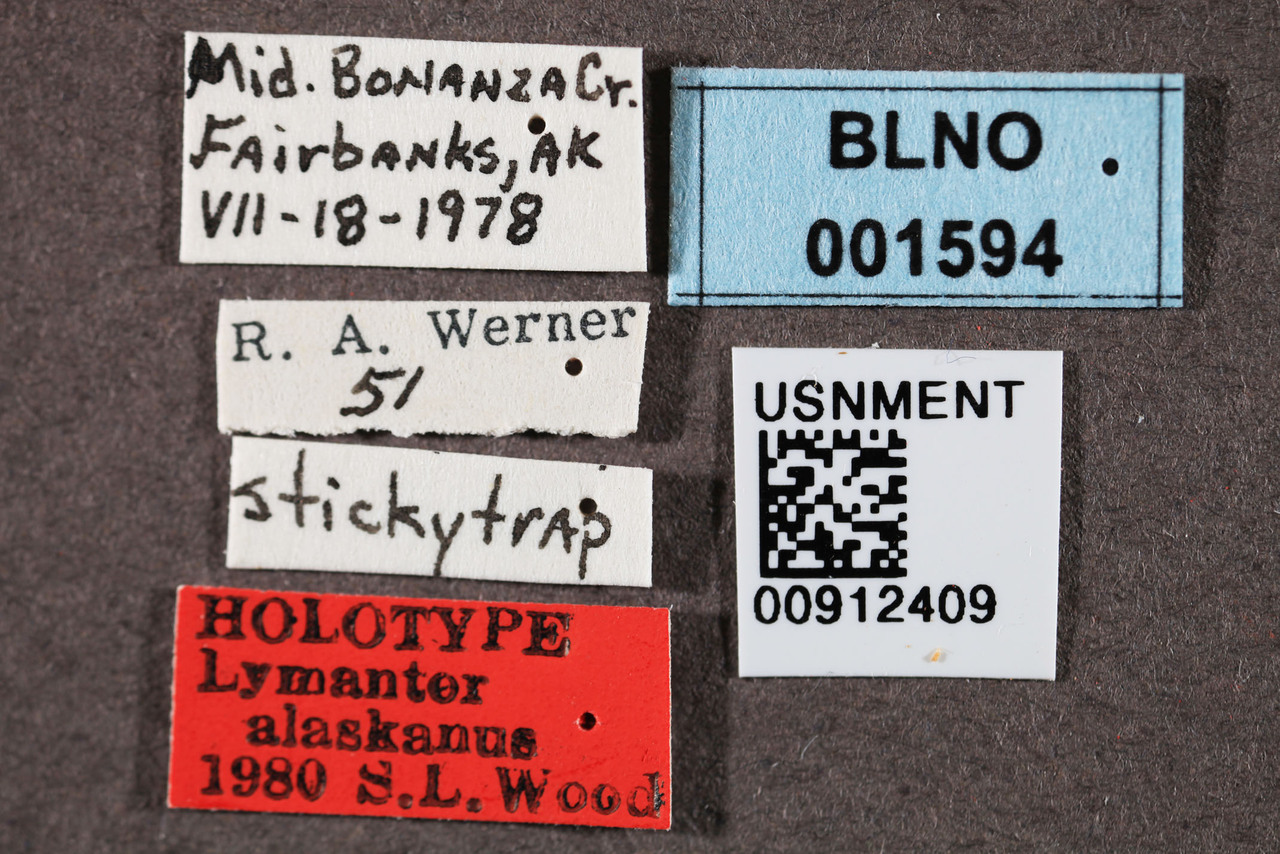 Mid. Bonanza Cr.
Fairbanks, AK
VII-18-1978
R. A. Werner
51
stickytrap
HOLOTYPE
Lymantor
alaskanus
1980 S.L. Wood
BLNO
001594
USNMENT
00912409